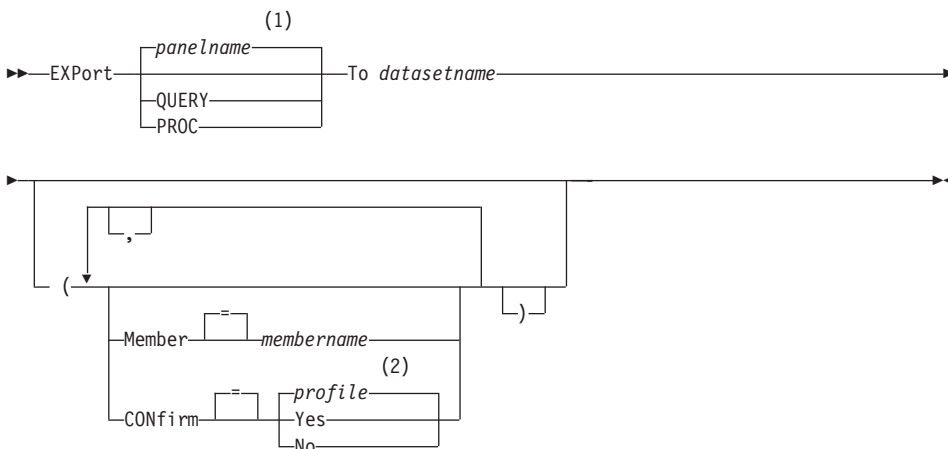 (1)
panelname
EXPort To datasetname
QUERY
PROC
,
(
)
=
Member membername
(2)
= profile
CONfirm Yes
No